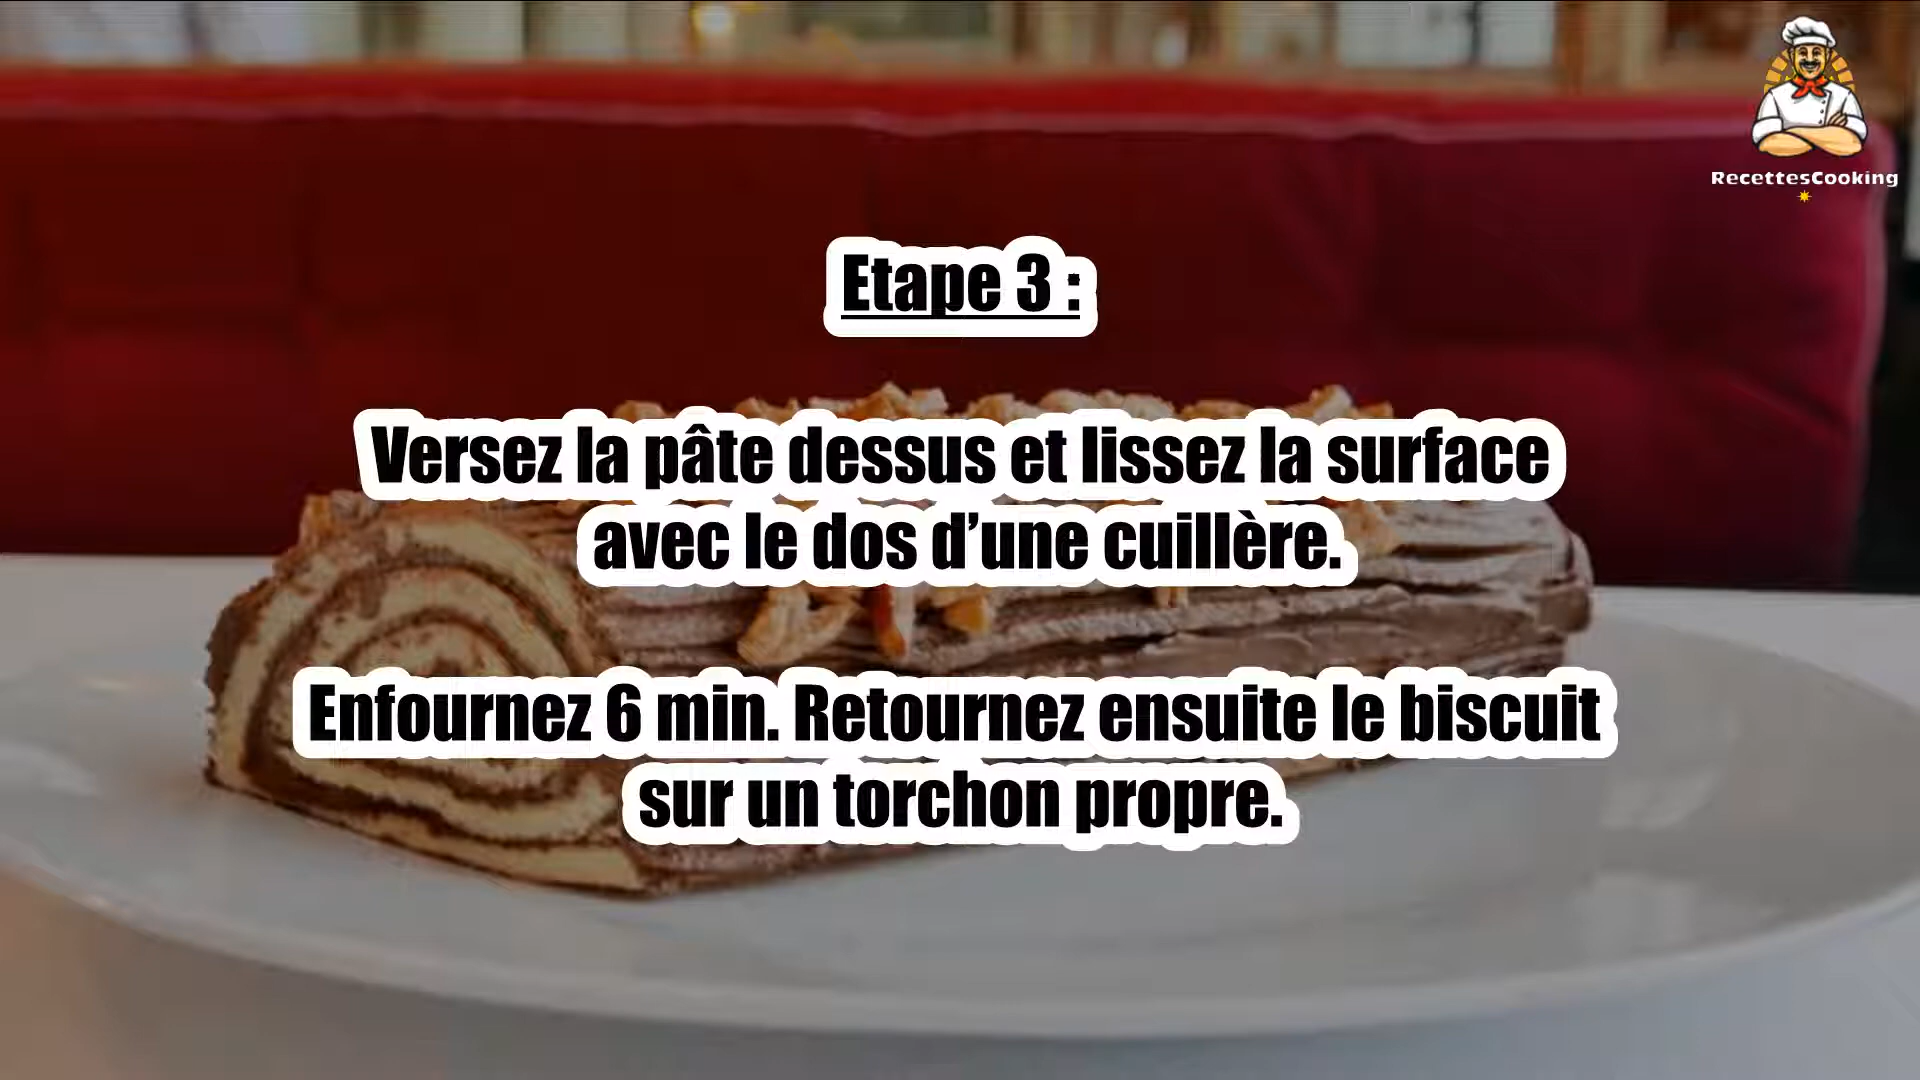 RecettesCooking
Etape 3 :
Versez la pâte dessus et lissez la surface
avec le dos d’une cuillère.
Enfournez 6 min. Retournez ensuite le biscuit
sur un torchon propre.